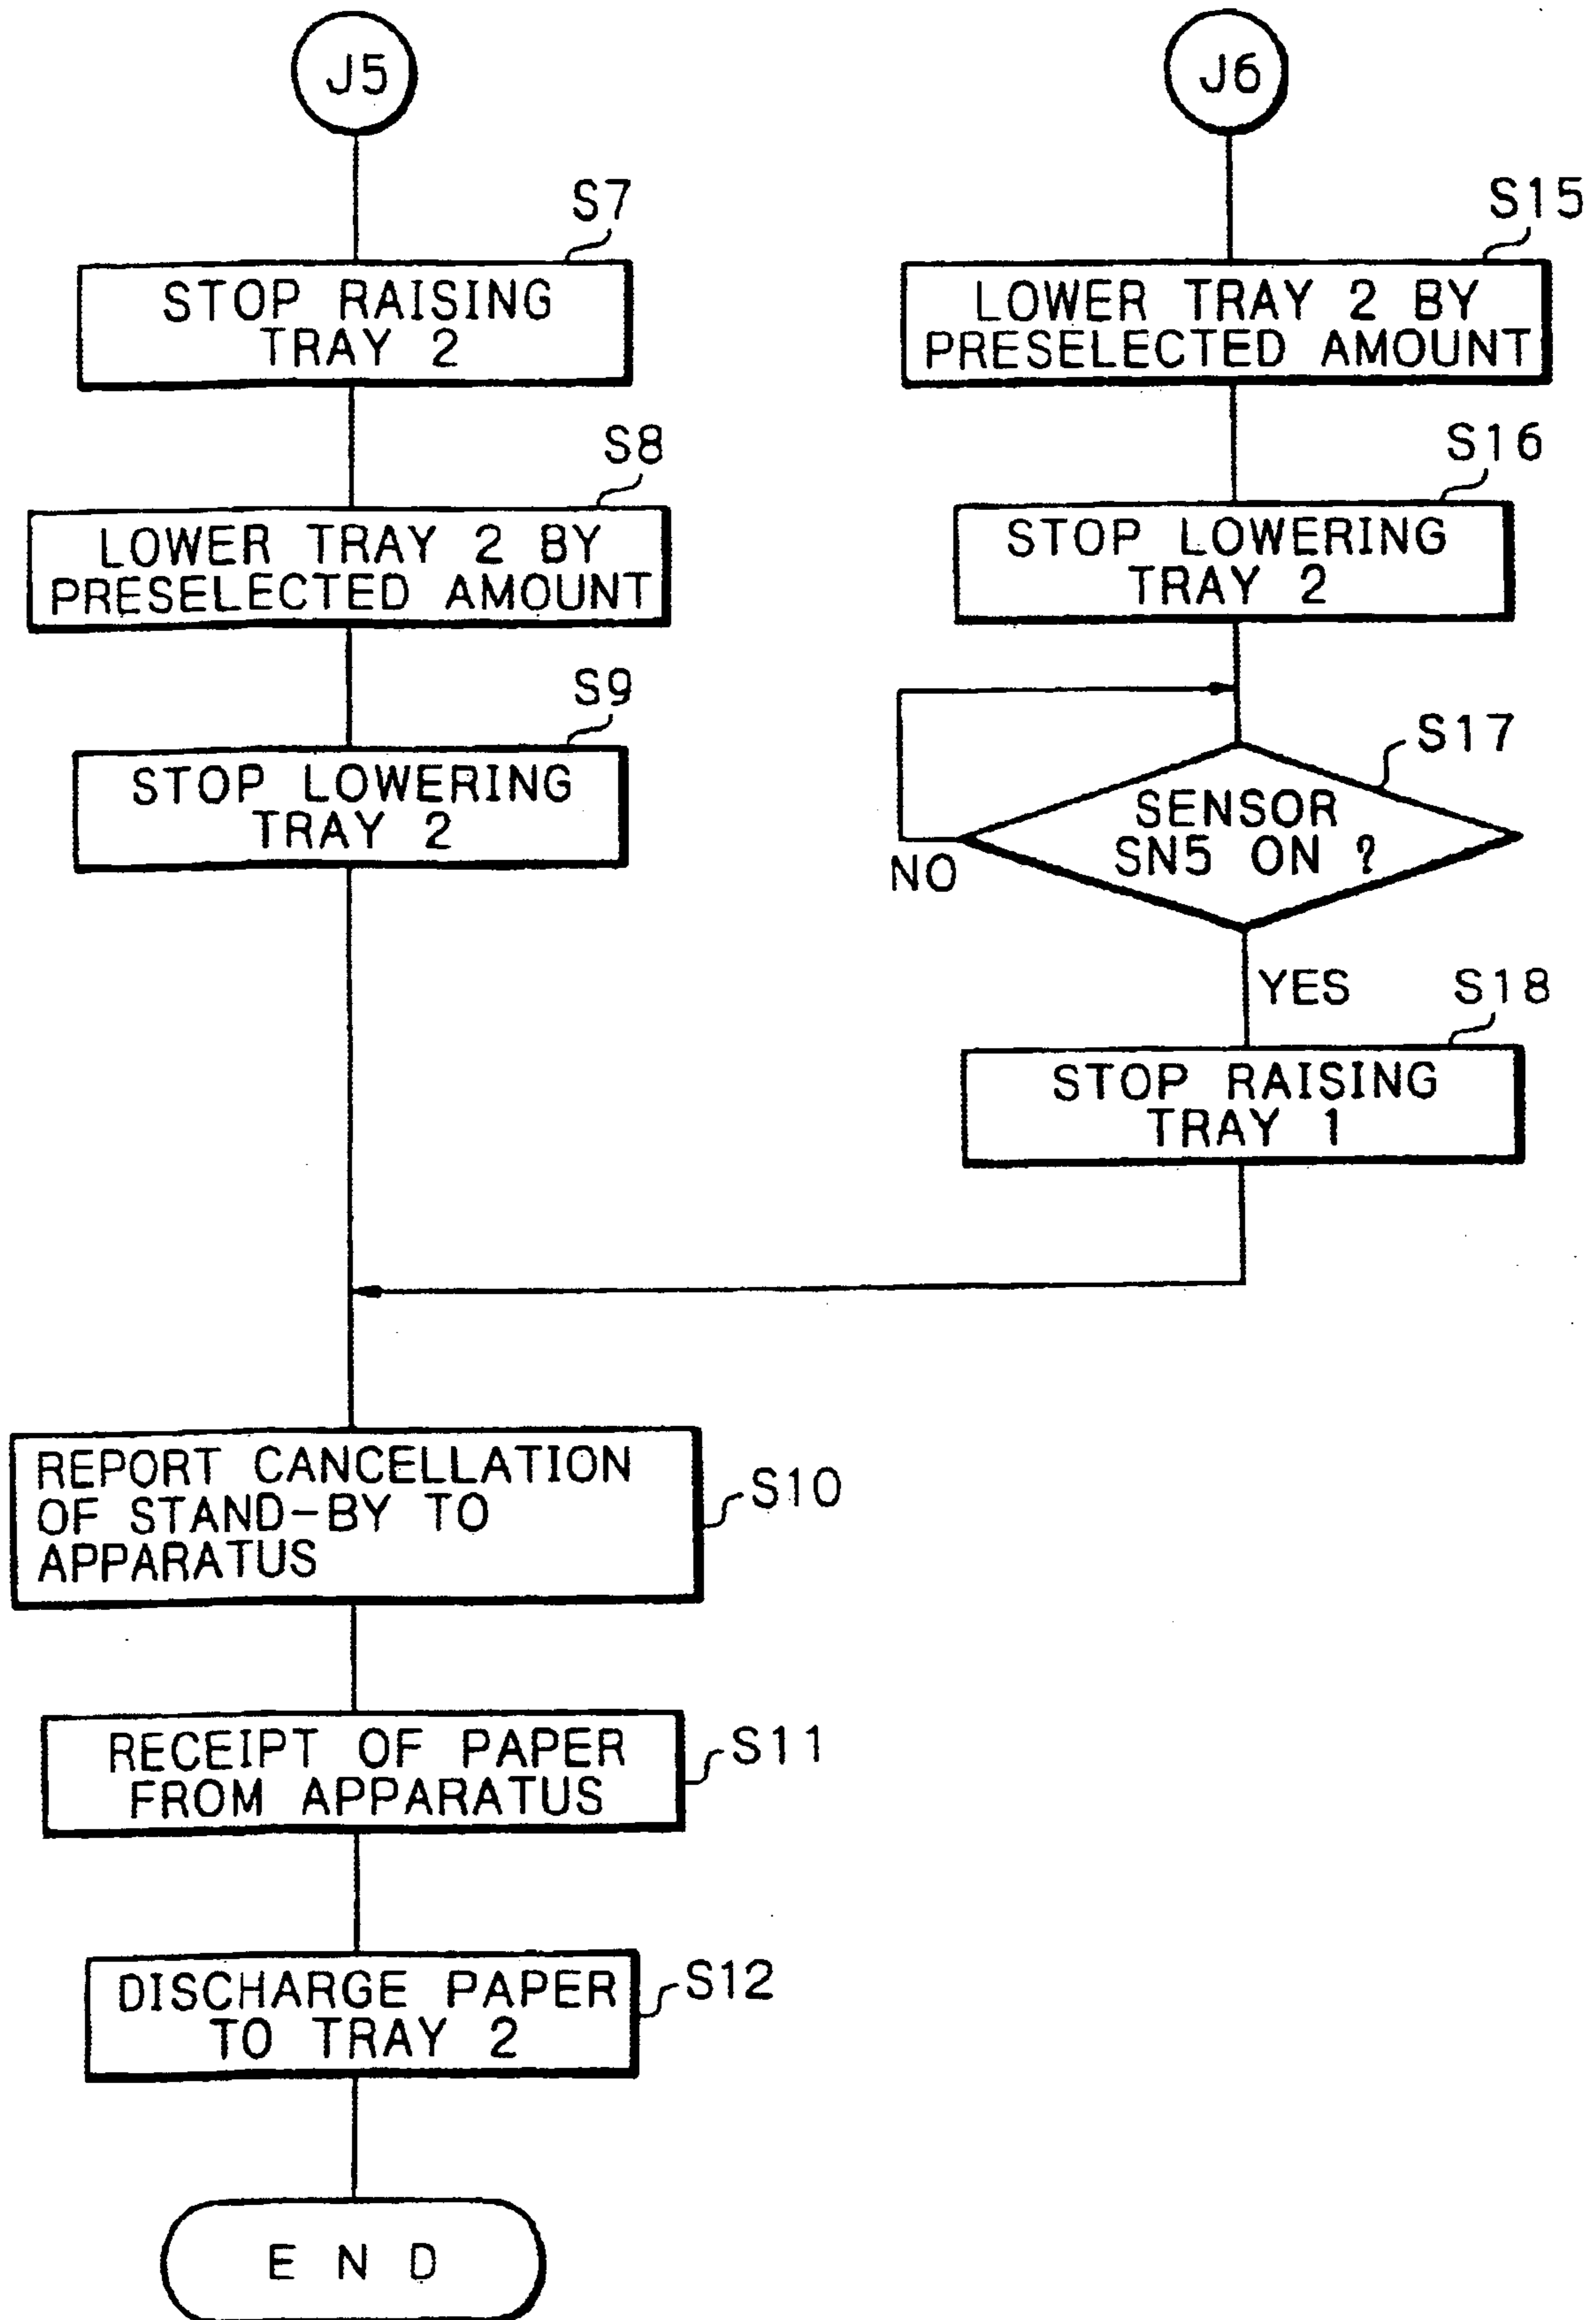 J5
S7
STOP RAISING
TRAY 2
S8
LOWER TRAY 2 BY
PRESELECTED AMOUNT
S9
STOP LOWERING
TRAY 2
J6
S15
LOWER TRAY 2 BY
PRESELECTED AMOUNT
S16
STOP LOWERING
TRAY 2
S17
SENSOR
SN5 ON ?
NO
YES
S18
STOP RAISING
TRAY 1
REPORT CANCELLATION
OF STAND-BY TO
APPARATUS
S10
RECEIPT OF PAPER
FROM APPARATUS
S11
DISCHARGE PAPER
TO TRAY 2
S12
END